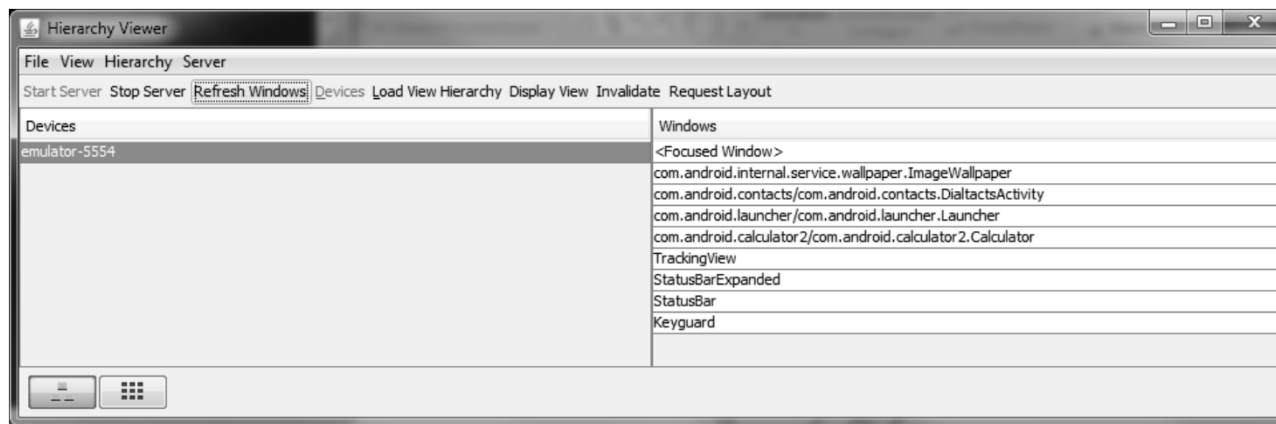 Hierarchy Viewer
File View Hierarchy Server
Start Server Stop Server Refresh Windows Devices Load View Hierarchy Display View Invalidate Request Layout
Devices
Windows
emulator-5554
<Focused Window>
com.android.internal.service.wallpaper.ImageWallpaper
com.android.contacts/com.android.contacts.DialtactsActivity
com.android.launcher/com.android.launcher.Launcher
com.android.calculator2/com.android.calculator2.Calculator
TrackingView
StatusBarExpanded
StatusBar
Keyguard